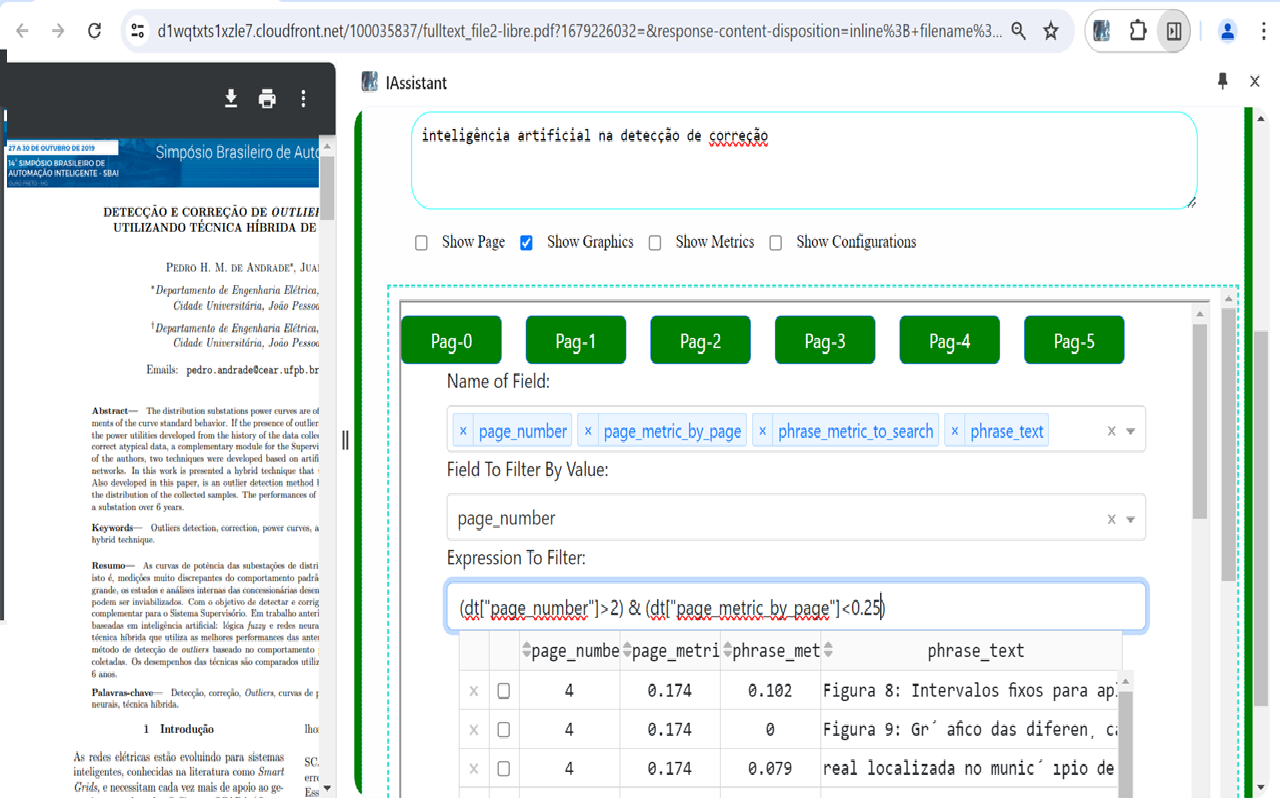 d1wqtxts1xzle7.cloudfront.net/100035837/fulltext_file2-libre.pdf?1679226032=&response-content-disposition=inline%3B+filename%3...
27 A 30 DE OUTUBRO DE 2019
14° SIMPÓSIO BRASILEIRO DE
AUTOMAÇÃO INTELIGENTE - SBAI
OURO PRETO - MG
Simpósio Brasileiro de Auto
DETECÇÃO E CORREÇÃO DE OUTLIER
UTILIZANDO TÉCNICA HÍBRIDA DE
Pedro H. M. de Andrade*, Jua
*Departamento de Engenharia Elétrica,
Cidade Universitária, João Pessoa
†Departamento de Engenharia Elétrica,
Cidade Universitária, João Pessoa
Emails: pedro.andrade@cear.ufpb.br
Abstract— The distribution substations power curves are of
ments of the curve standard behavior. If the presence of outlier
the power utilities developed from the history of the data colle
correct atypical data, a complementary module for the Supervi
of the authors, two techniques were developed based on artifi
networks. In this work is presented a hybrid technique that
Also developed in this paper, is an outlier detection method
the distribution of the collected samples. The performances of
a substation over 6 years.
Keywords— Outliers detection, correction, power curves, a
hybrid technique.
Resumo— As curvas de potência das subestações de distri
isto é, medições muito discrepantes do comportamento padrã
grande, os estudos e análises internas das concessionárias desen
podem ser inviabilizados. Com o objetivo de detectar e corrig
complementar para o Sistema Supervisório. Em trabalho anteri
baseadas em inteligência artificial: lógica fuzzy e redes neura
técnica híbrida que utiliza as melhores performances das anter
método de detecção de outliers baseado no comportamento
coletadas. Os desempenhos das técnicas são comparados utiliz
6 anos.
Palavras-chave— Detecção, correção, Outliers, curvas de p
neurais, técnica híbrida.
1 Introdução
lhor
As redes elétricas estão evoluindo para sistemas
inteligentes, conhecidas na literatura como Smart
Grids, e necessitam cada vez mais de apoio ao ge-
SC.
erro
Esse
IAssistant
inteligência artificial na detecção de correção
Show Page Show Graphics Show Metrics Show Configurations
Pag-0 Pag-1 Pag-2 Pag-3 Pag-4 Pag-5
Name of Field:
× page_number × page_metric_by_page × phrase_metric_to_search × phrase_text
Field To Filter By Value:
page_number
Expression To Filter:
(dt["page_number"]>2) & (dt["page_metric_by_page"]<0.25)
page_numbe page_metri phrase_met phrase_text
× 4 0.174 0.102 Figura 8: Intervalos fixos para apl
× 4 0.174 0 Figura 9: Gr´ afico das diferen¸ ca
× 4 0.174 0.079 real localizada no munic´ ıpio de